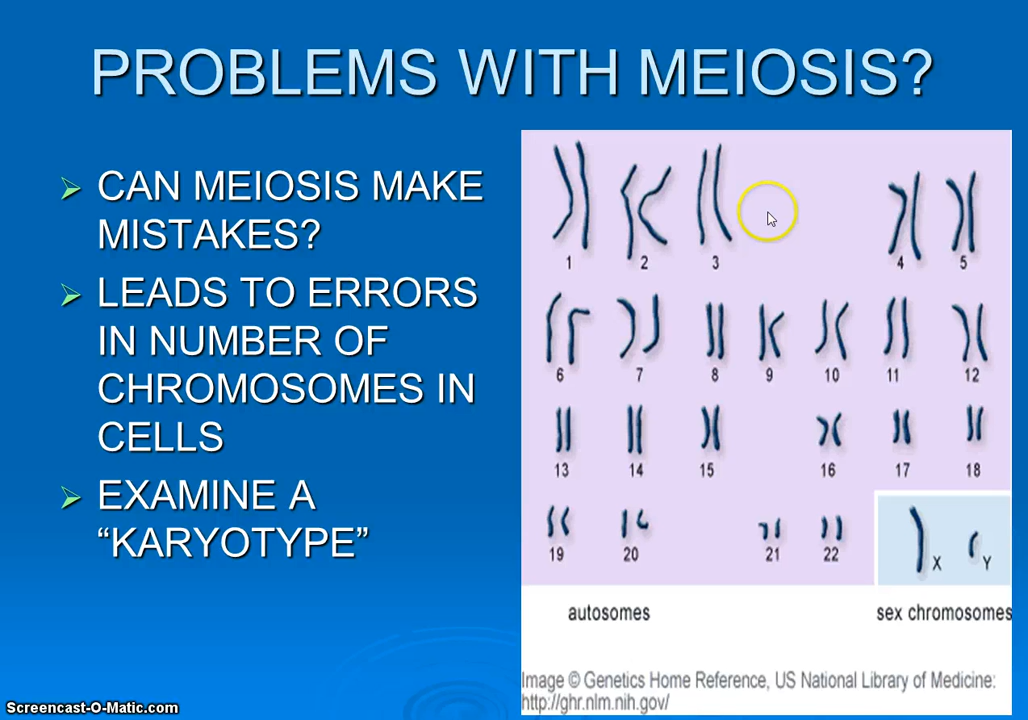 PROBLEMS WITH MEIOSIS?
➢ CAN MEIOSIS MAKE
MISTAKES?
➢ LEADS TO ERRORS
IN NUMBER OF
CHROMOSOMES IN
CELLS
➢ EXAMINE A
“KARYOTYPE”
1 2 3 4 5
6 7 8 9 10 11 12
13 14 15 16 17 18
19 20 21 22 X Y
autosomes sex chromosomes
Image © Genetics Home Reference, US National Library of Medicine:
http://ghr.nlm.nih.gov/
Screencast-O-Matic.com